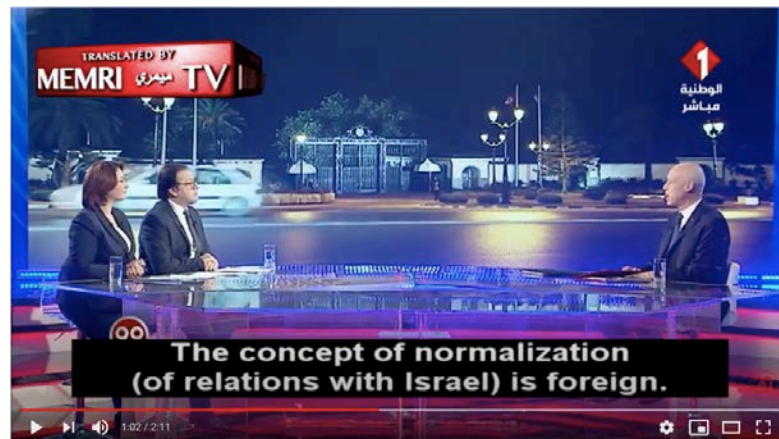 TRANSLATED BY
MEMRI ميمري TV
1
الوطنية
مباشر
The concept of normalization
(of relations with Israel) is foreign.
1:02 / 2:11